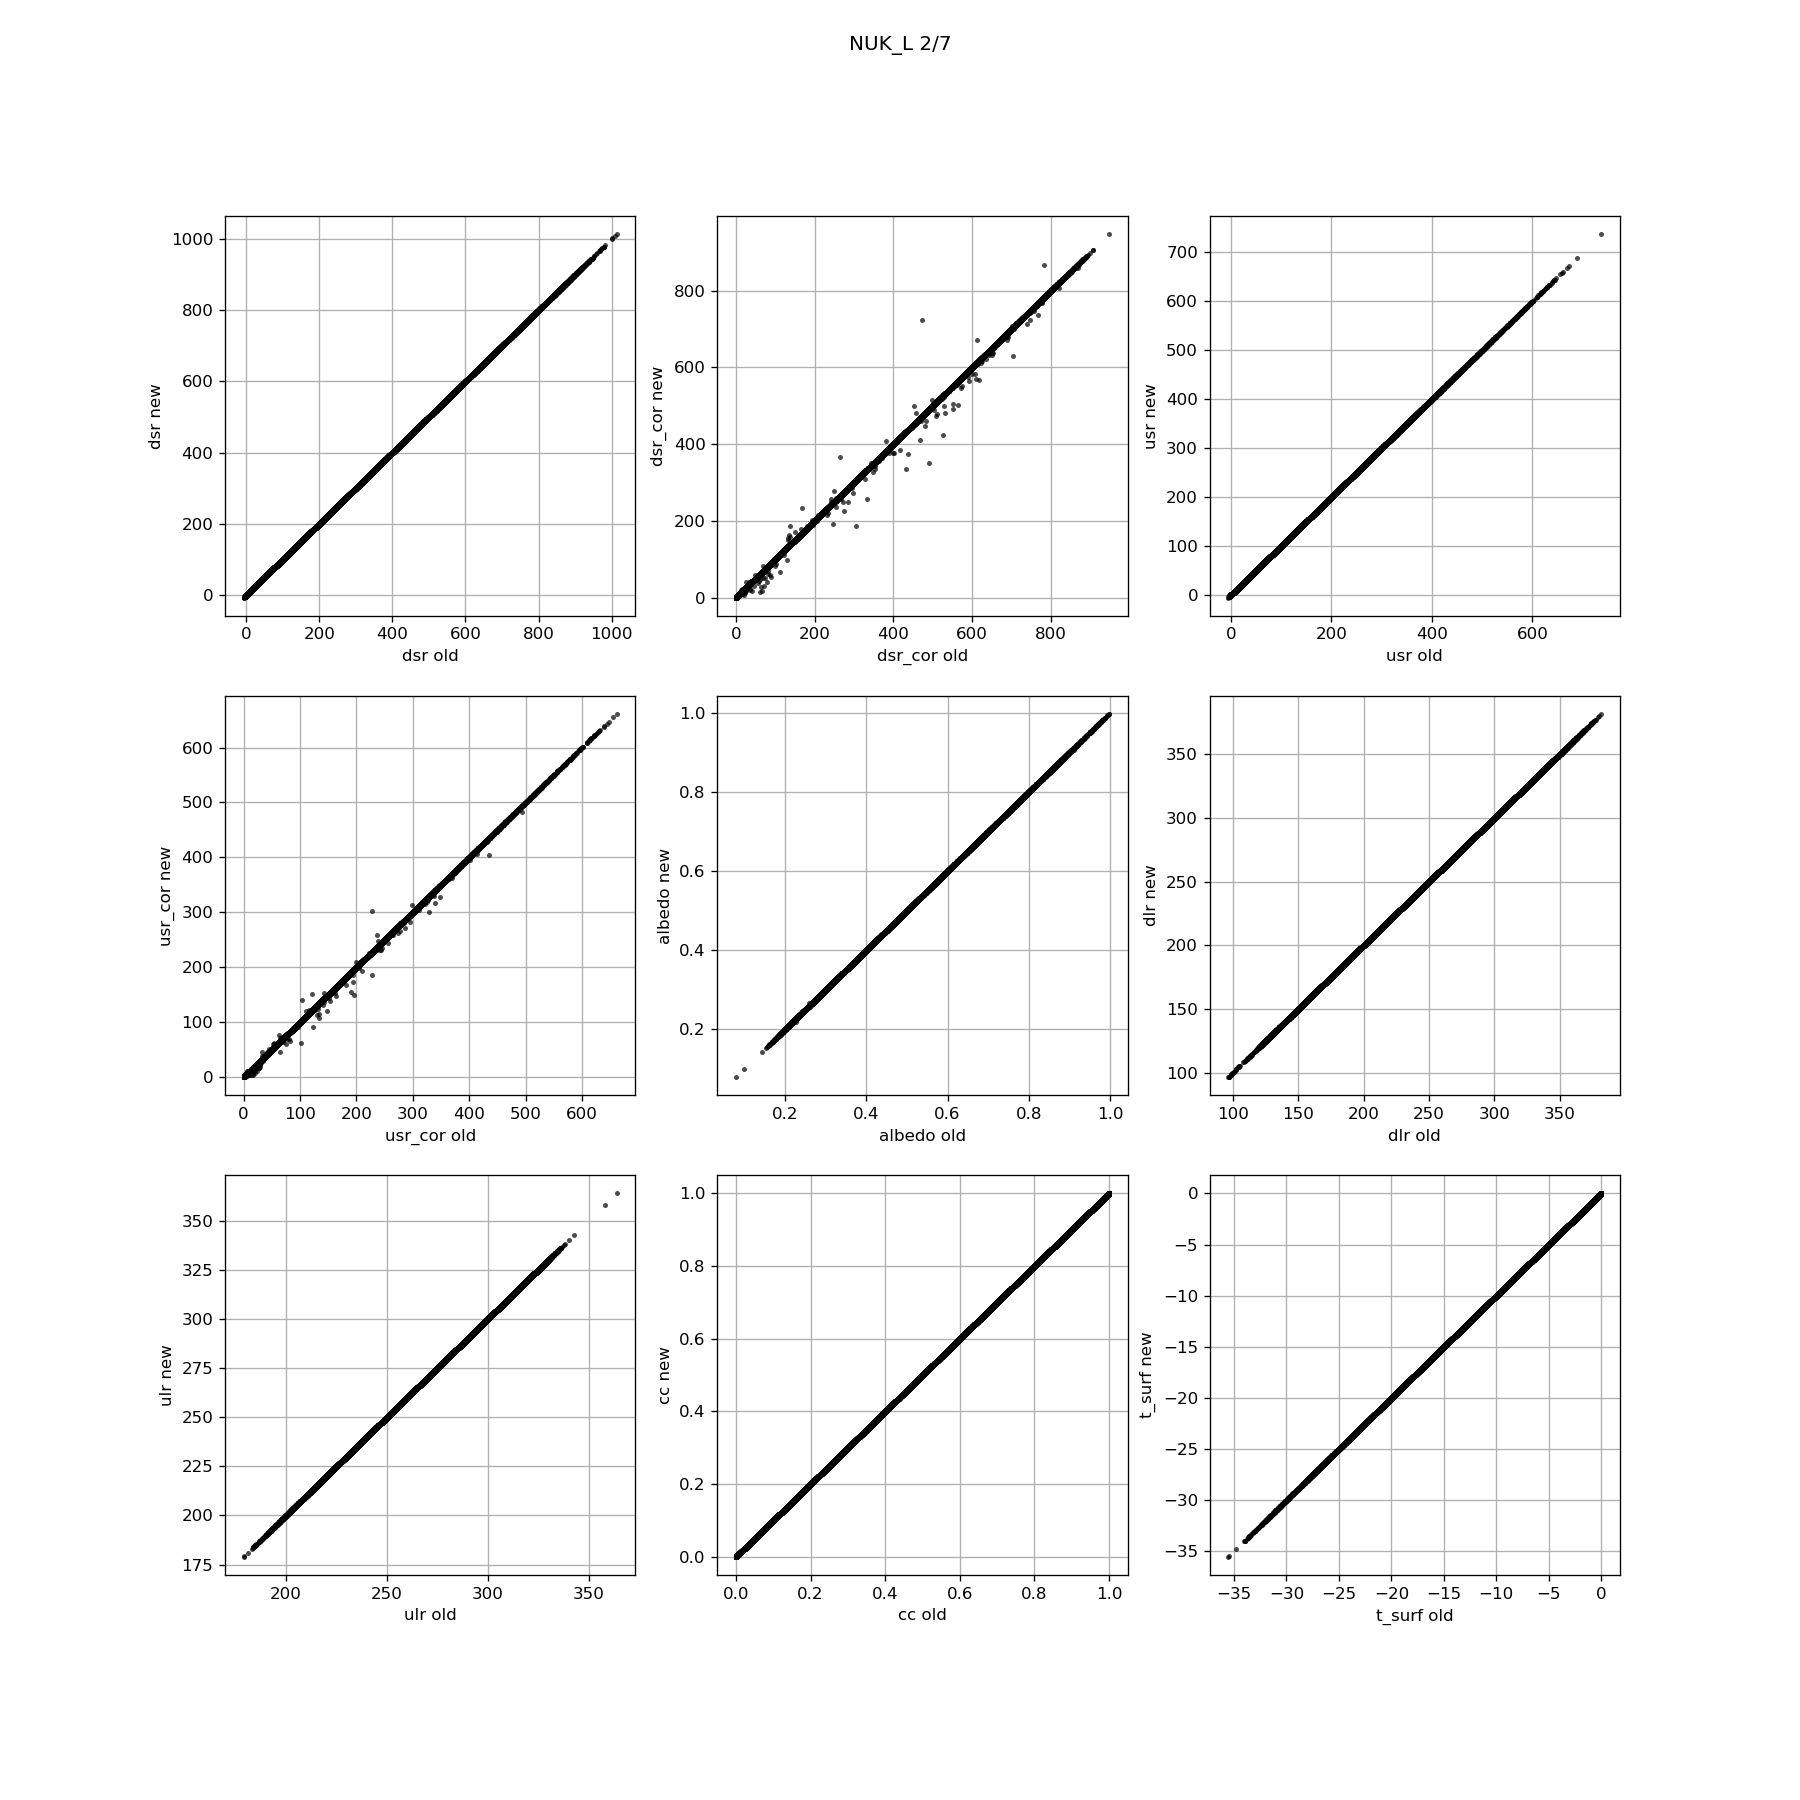 NUK_L 2/7
1000
800
600
400
200
0
dsr new
0 200 400 600 800 1000
dsr old
800
600
400
200
0
dsr_cor new
0 200 400 600 800
dsr_cor old
700
600
500
400
300
200
100
0
usr new
0 200 400 600
usr old
600
500
400
300
200
100
0
usr_cor new
0 100 200 300 400 500 600
usr_cor old
1.0
0.8
0.6
0.4
0.2
albedo new
0.2 0.4 0.6 0.8 1.0
albedo old
350
300
250
200
150
100
dlr new
100 150 200 250 300 350
dlr old
350
325
300
275
250
225
200
175
ulr new
200 250 300 350
ulr old
1.0
0.8
0.6
0.4
0.2
0.0
cc new
0.0 0.2 0.4 0.6 0.8 1.0
cc old
0
−5
−10
−15
−20
−25
−30
−35
t_surf new
−35 −30 −25 −20 −15 −10 −5 0
t_surf old